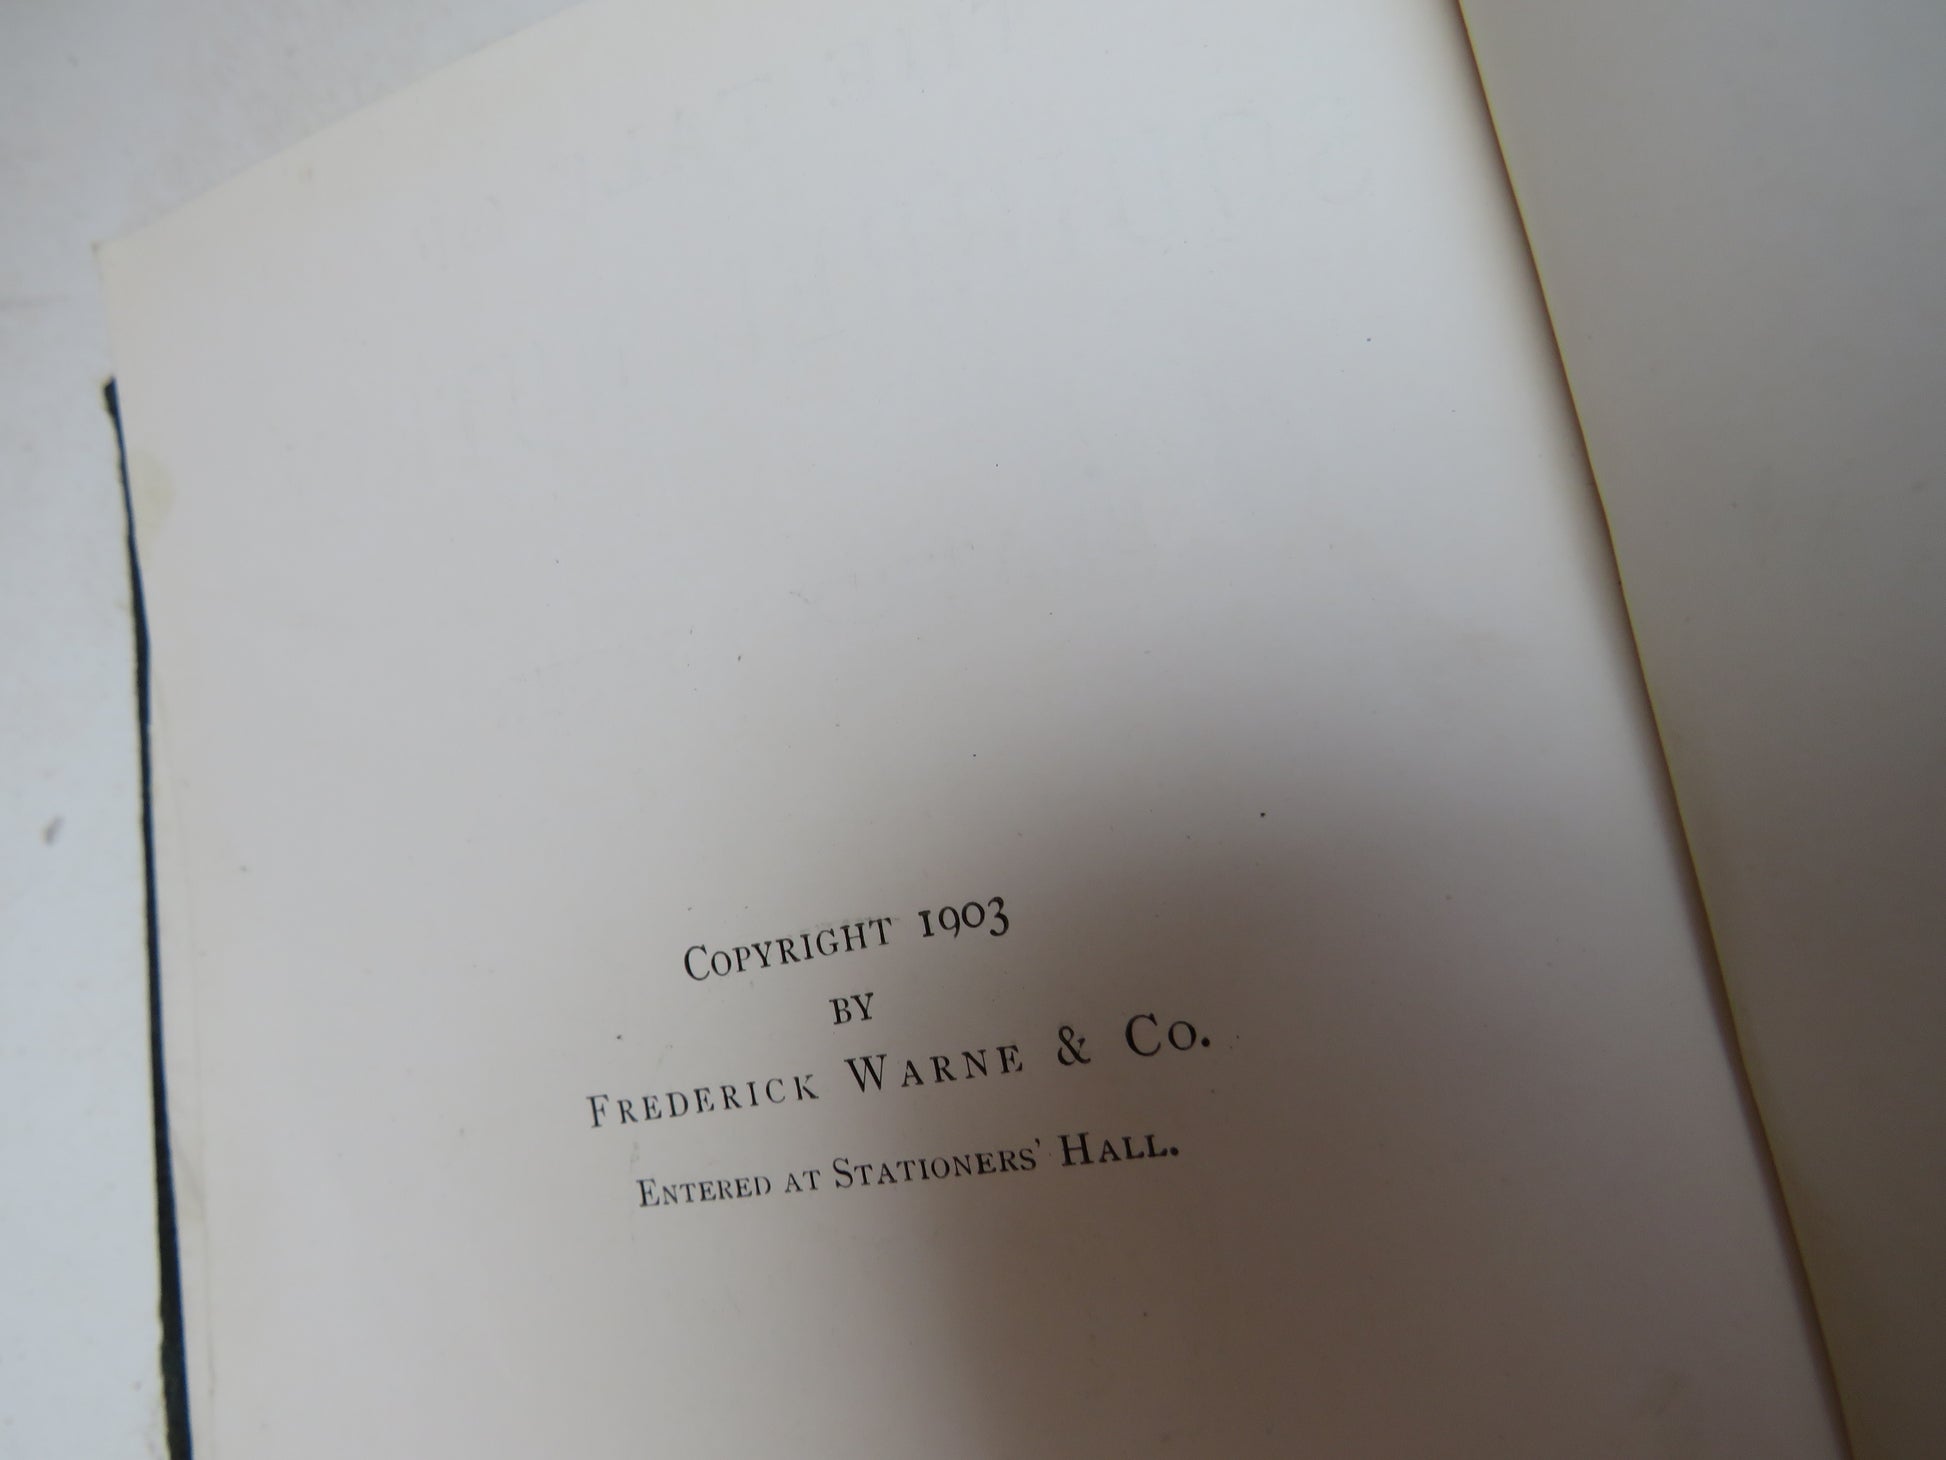 COPYRIGHT 1903
BY
FREDERICK WARNE & CO.
ENTERED AT STATIONERS' HALL.